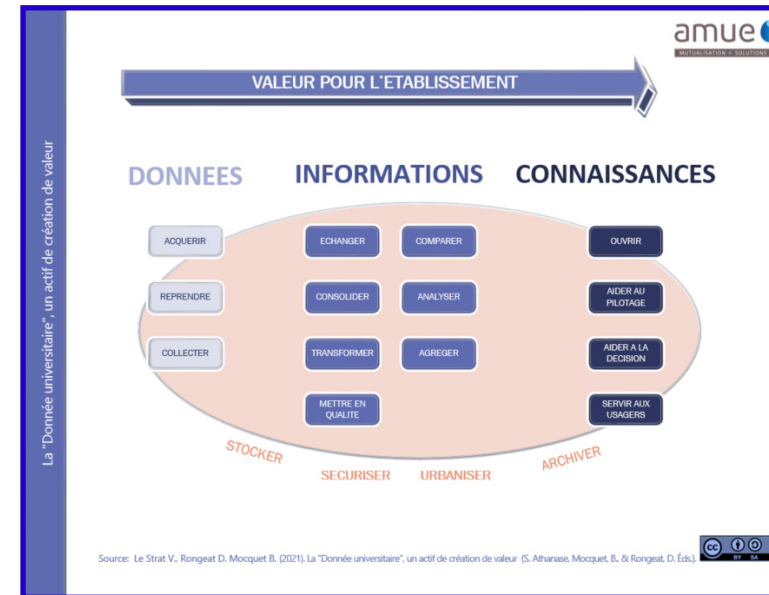 amue
MUTUALISATION + SOLUTIONS
VALEUR POUR L'ETABLISSEMENT
La "Donnée universitaire", un actif de création de valeur
DONNEES
INFORMATIONS
CONNAISSANCES
ACQUERIR
ECHANGER
COMPARER
OUVRIR
REPRENDRE
CONSOLIDER
ANALYSER
AIDER AU
PILOTAGE
COLLECTER
TRANSFORMER
AGREGER
AIDER A LA
DECISION
METTRE EN
QUALITE
SERVIR AUX
USAGERS
STOCKER
SECURISER
URBANISER
ARCHIVER
Source: Le Strat V., Rongeat D. Mocquet B. (2021). La "Donnée universitaire", un actif de création de valeur (S. Athanase, Mocquet, B., & Rongeat, D. Éds.).
cc
BY SA